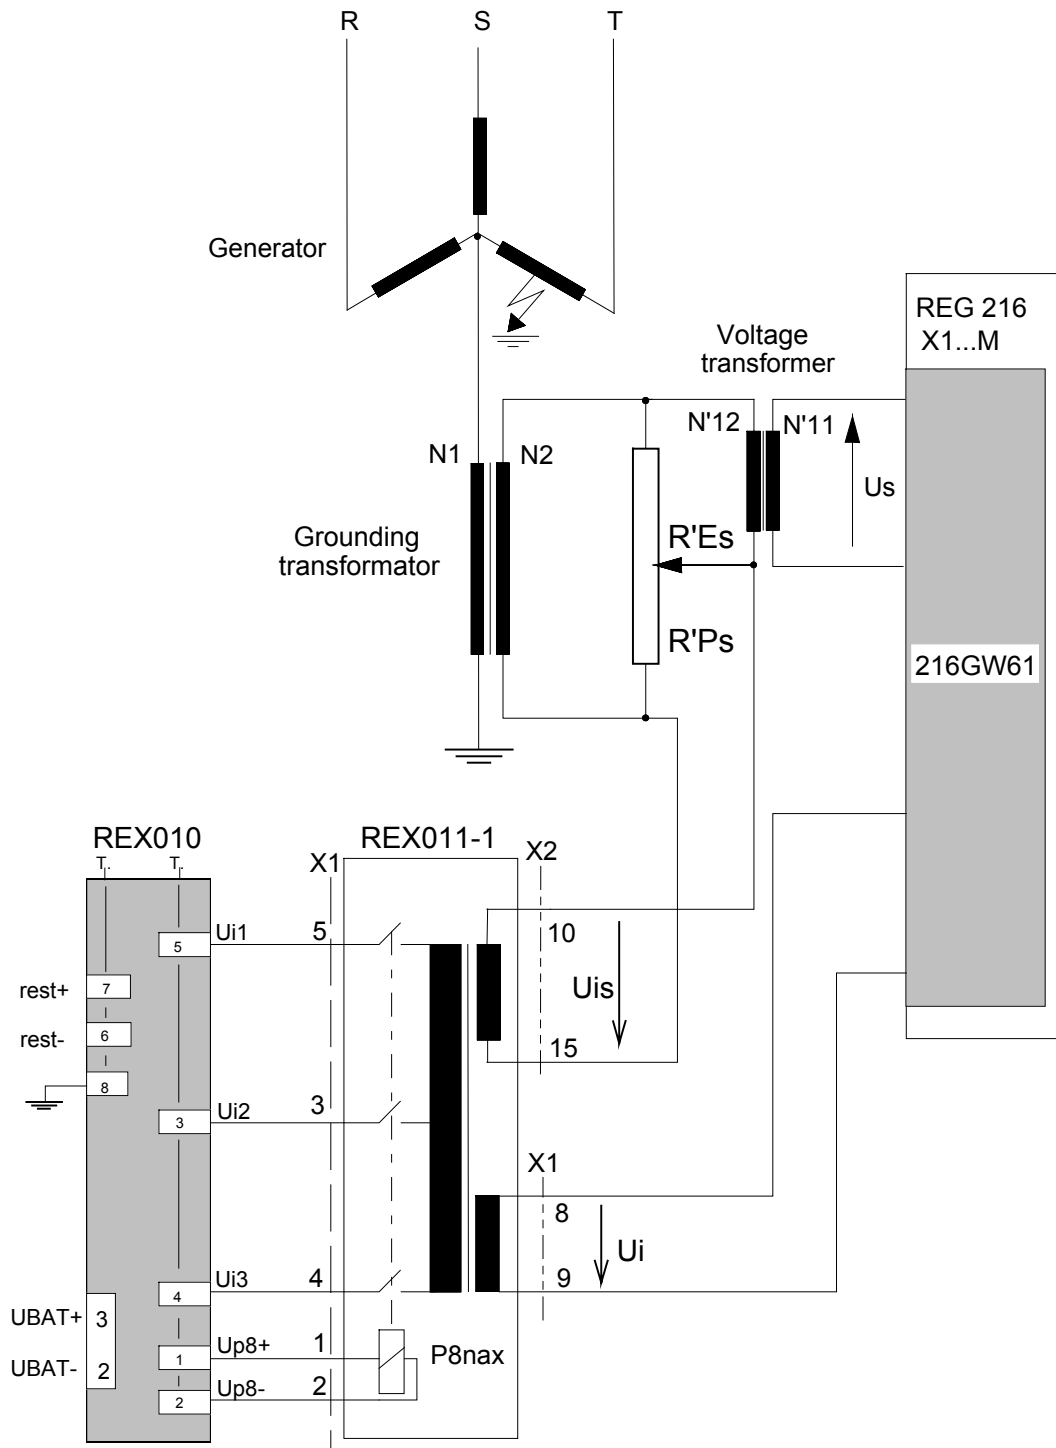 R S T
Generator
REG 216
X1...M
Voltage
transformer
N'12 N'11
N1 N2
Us
Grounding
transformator
R'Es
R'Ps
216GW61
REX010 REX011-1
T.. T..
X1 X2
Ui1 5
5
10
rest+ 7
Uis
rest- 6
15
8
Ui2 3
3
X1
8
Ui
Ui3 4
4
9
UBAT+ 3
Up8+ 1
1
P8nax
UBAT- 2
Up8- 2
2